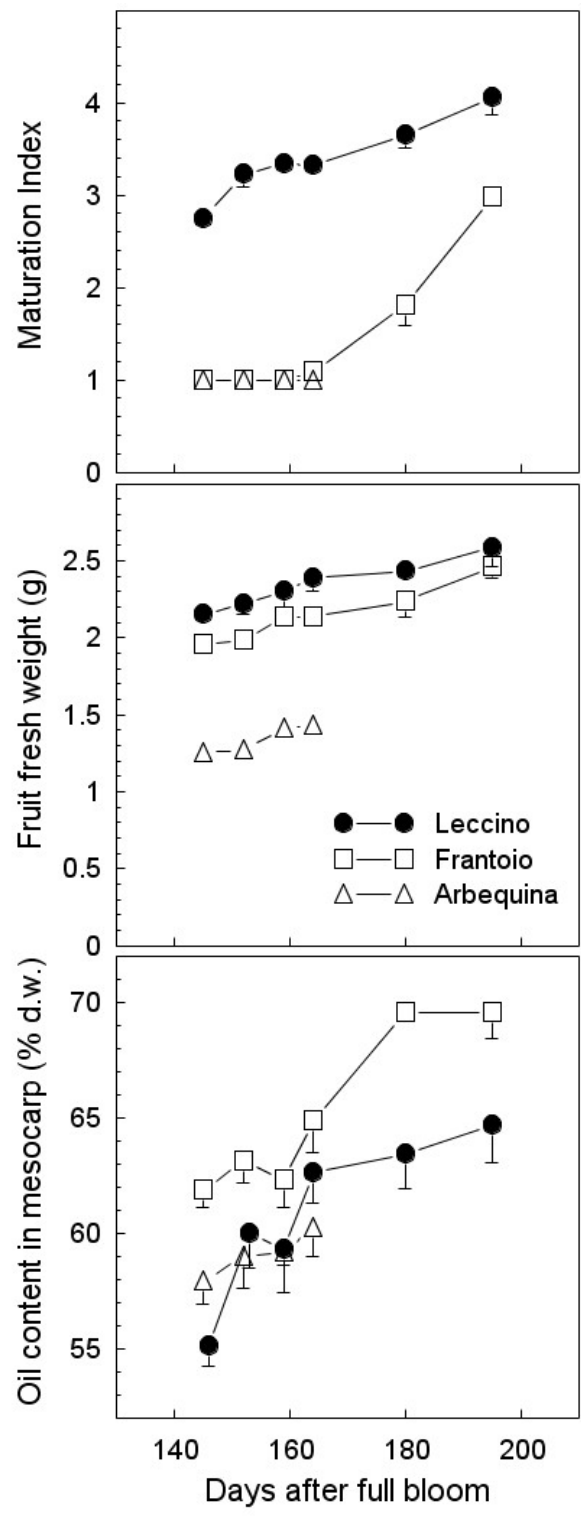 Maturation Index
4
3
2
1
0
Fruit fresh weight (g)
2.5
2
1.5
1
0.5
0
Leccino
Frantoio
Arbequina
Oil content in mesocarp (% d.w.)
70
65
60
55
140 160 180 200
Days after full bloom